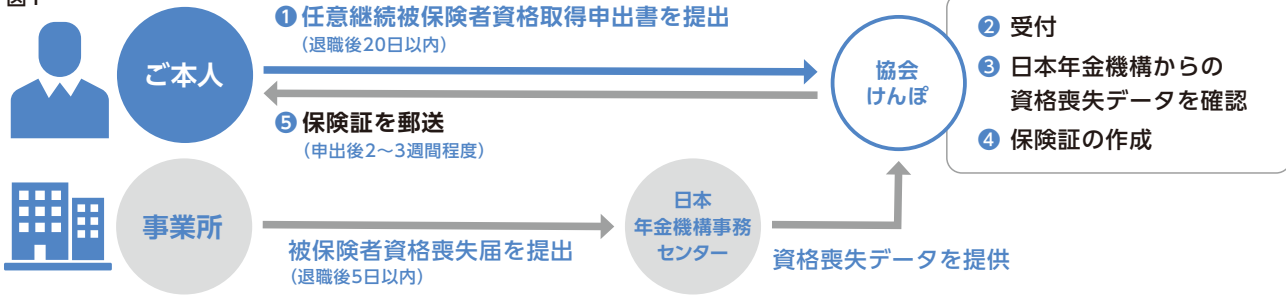 図1
❶任意継続被保険者資格取得申出書を提出
(退職後20日以内)
ご本人
協会
けんぽ
❷ 受付
❸ 日本年金機構からの
資格喪失データを確認
❹ 保険証の作成
❺ 保険証を郵送
(申出後2～3週間程度)
事業所
被保険者資格喪失届を提出
(退職後5日以内)
日本
年金機構事務
センター
資格喪失データを提供